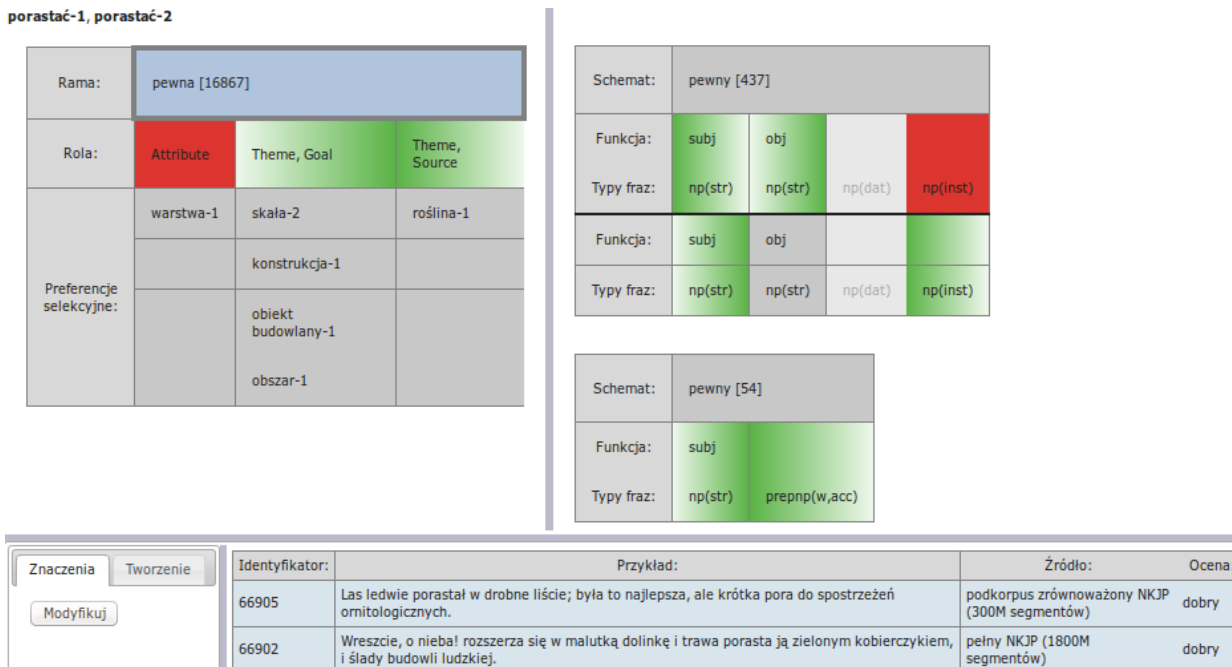 porastać-1, porastać-2
Rama: pewna [16867]
Rola: Attribute Theme, Goal Theme, Source
Preferencje selekcyjne: warstwa-1 skała-2 roślina-1
konstrukcja-1
obiekt budowlany-1
obszar-1
Schemat: pewny [437]
Funkcja: subj obj
Typy fraz: np(str) np(str) np(dat) np(inst)
Funkcja: subj obj
Typy fraz: np(str) np(str) np(dat) np(inst)
Schemat: pewny [54]
Funkcja: subj
Typy fraz: np(str) prepnp(w,acc)
Znaczenia Tworzenie
Modyfikuj
Identyfikator: Przykład: Źródło: Ocena
66905 Las ledwie porastał w drobne liście; była to najlepsza, ale krótka pora do spostrzeżeń ornitologicznych. podkorpus zrównoważony NKJP (300M segmentów) dobry
66902 Wreszcie, o nieba! rozszerza się w malutką dolinkę i trawa porasta ją zielonym kobierczykiem, i ślady budowli ludzkiej. pełny NKJP (1800M segmentów) dobry